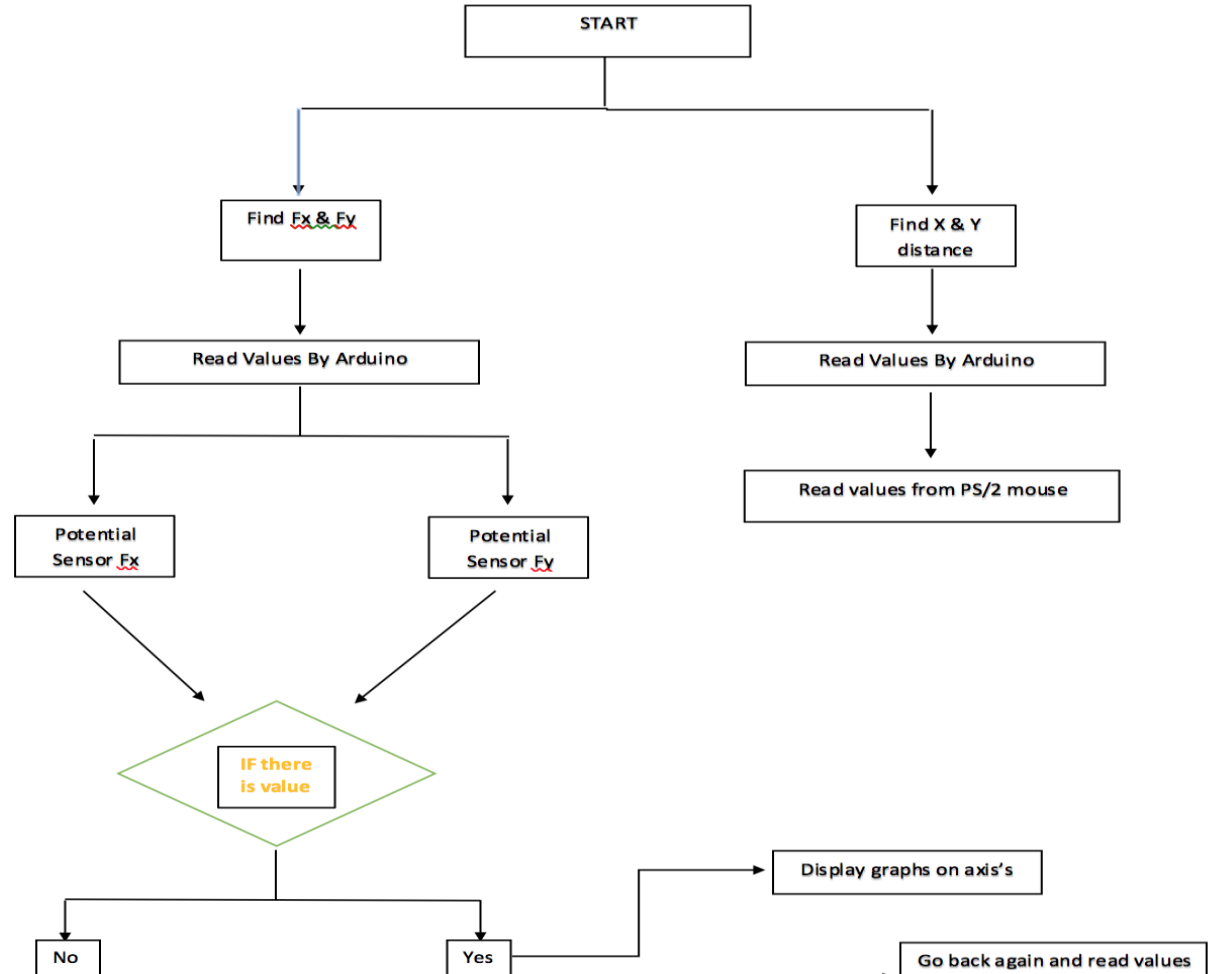 START
Find Fx & Fy
Find X & Y
distance
Read Values By Arduino
Read Values By Arduino
Read values from PS/2 mouse
Potential
Sensor Fx
Potential
Sensor Fy
IF there
is value
Display graphs on axis's
No
Yes
Go back again and read values